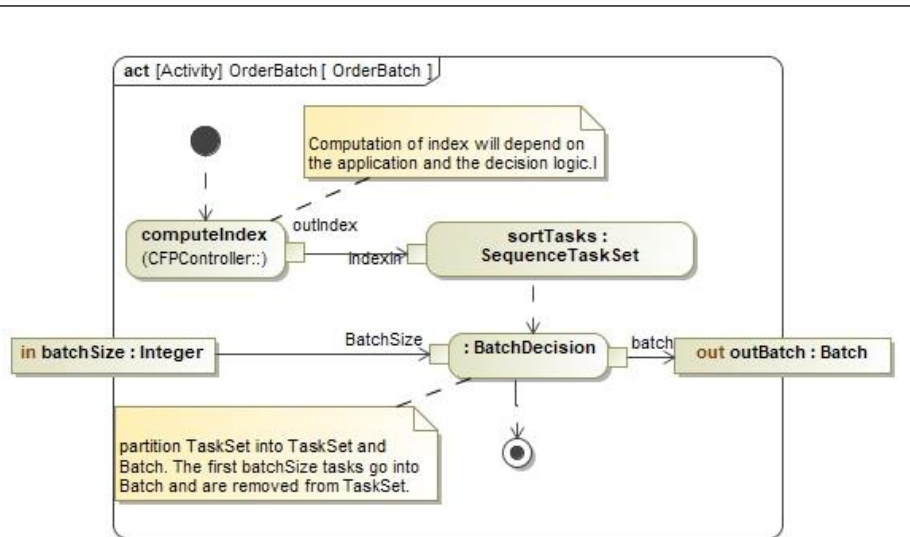 act [Activity] OrderBatch [ OrderBatch ]
Computation of index will depend on
the application and the decision logic.l
computeIndex
(CFPController::)
outIndex
IndexIn
sortTasks :
SequenceTaskSet
in batchSize : Integer
BatchSize
: BatchDecision
batch
out outBatch : Batch
partition TaskSet into TaskSet and
Batch. The first batchSize tasks go into
Batch and are removed from TaskSet.